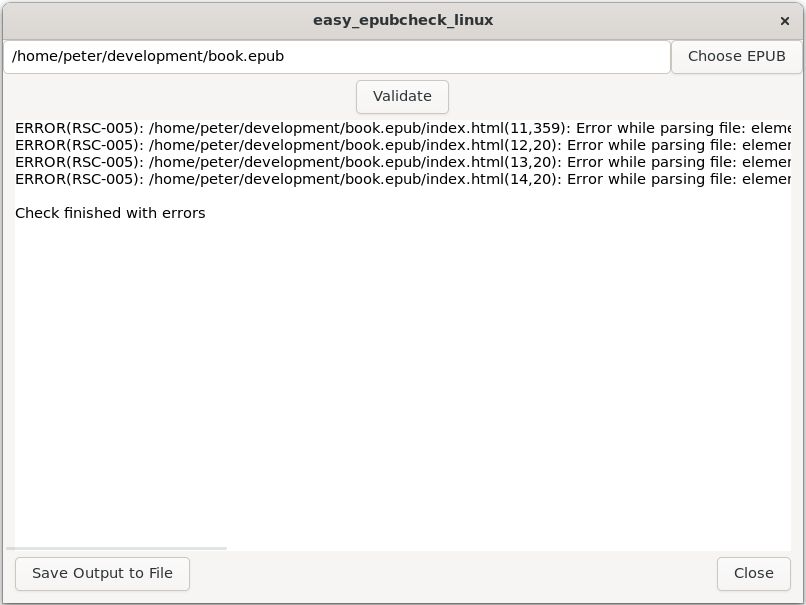 easy_epubcheck_linux
/home/peter/development/book.epub
Choose EPUB
Validate
ERROR(RSC-005): /home/peter/development/book.epub/index.html(11,359): Error while parsing file: eleme
ERROR(RSC-005): /home/peter/development/book.epub/index.html(12,20): Error while parsing file: elemen
ERROR(RSC-005): /home/peter/development/book.epub/index.html(13,20): Error while parsing file: elemen
ERROR(RSC-005): /home/peter/development/book.epub/index.html(14,20): Error while parsing file: elemen
Check finished with errors
Save Output to File
Close